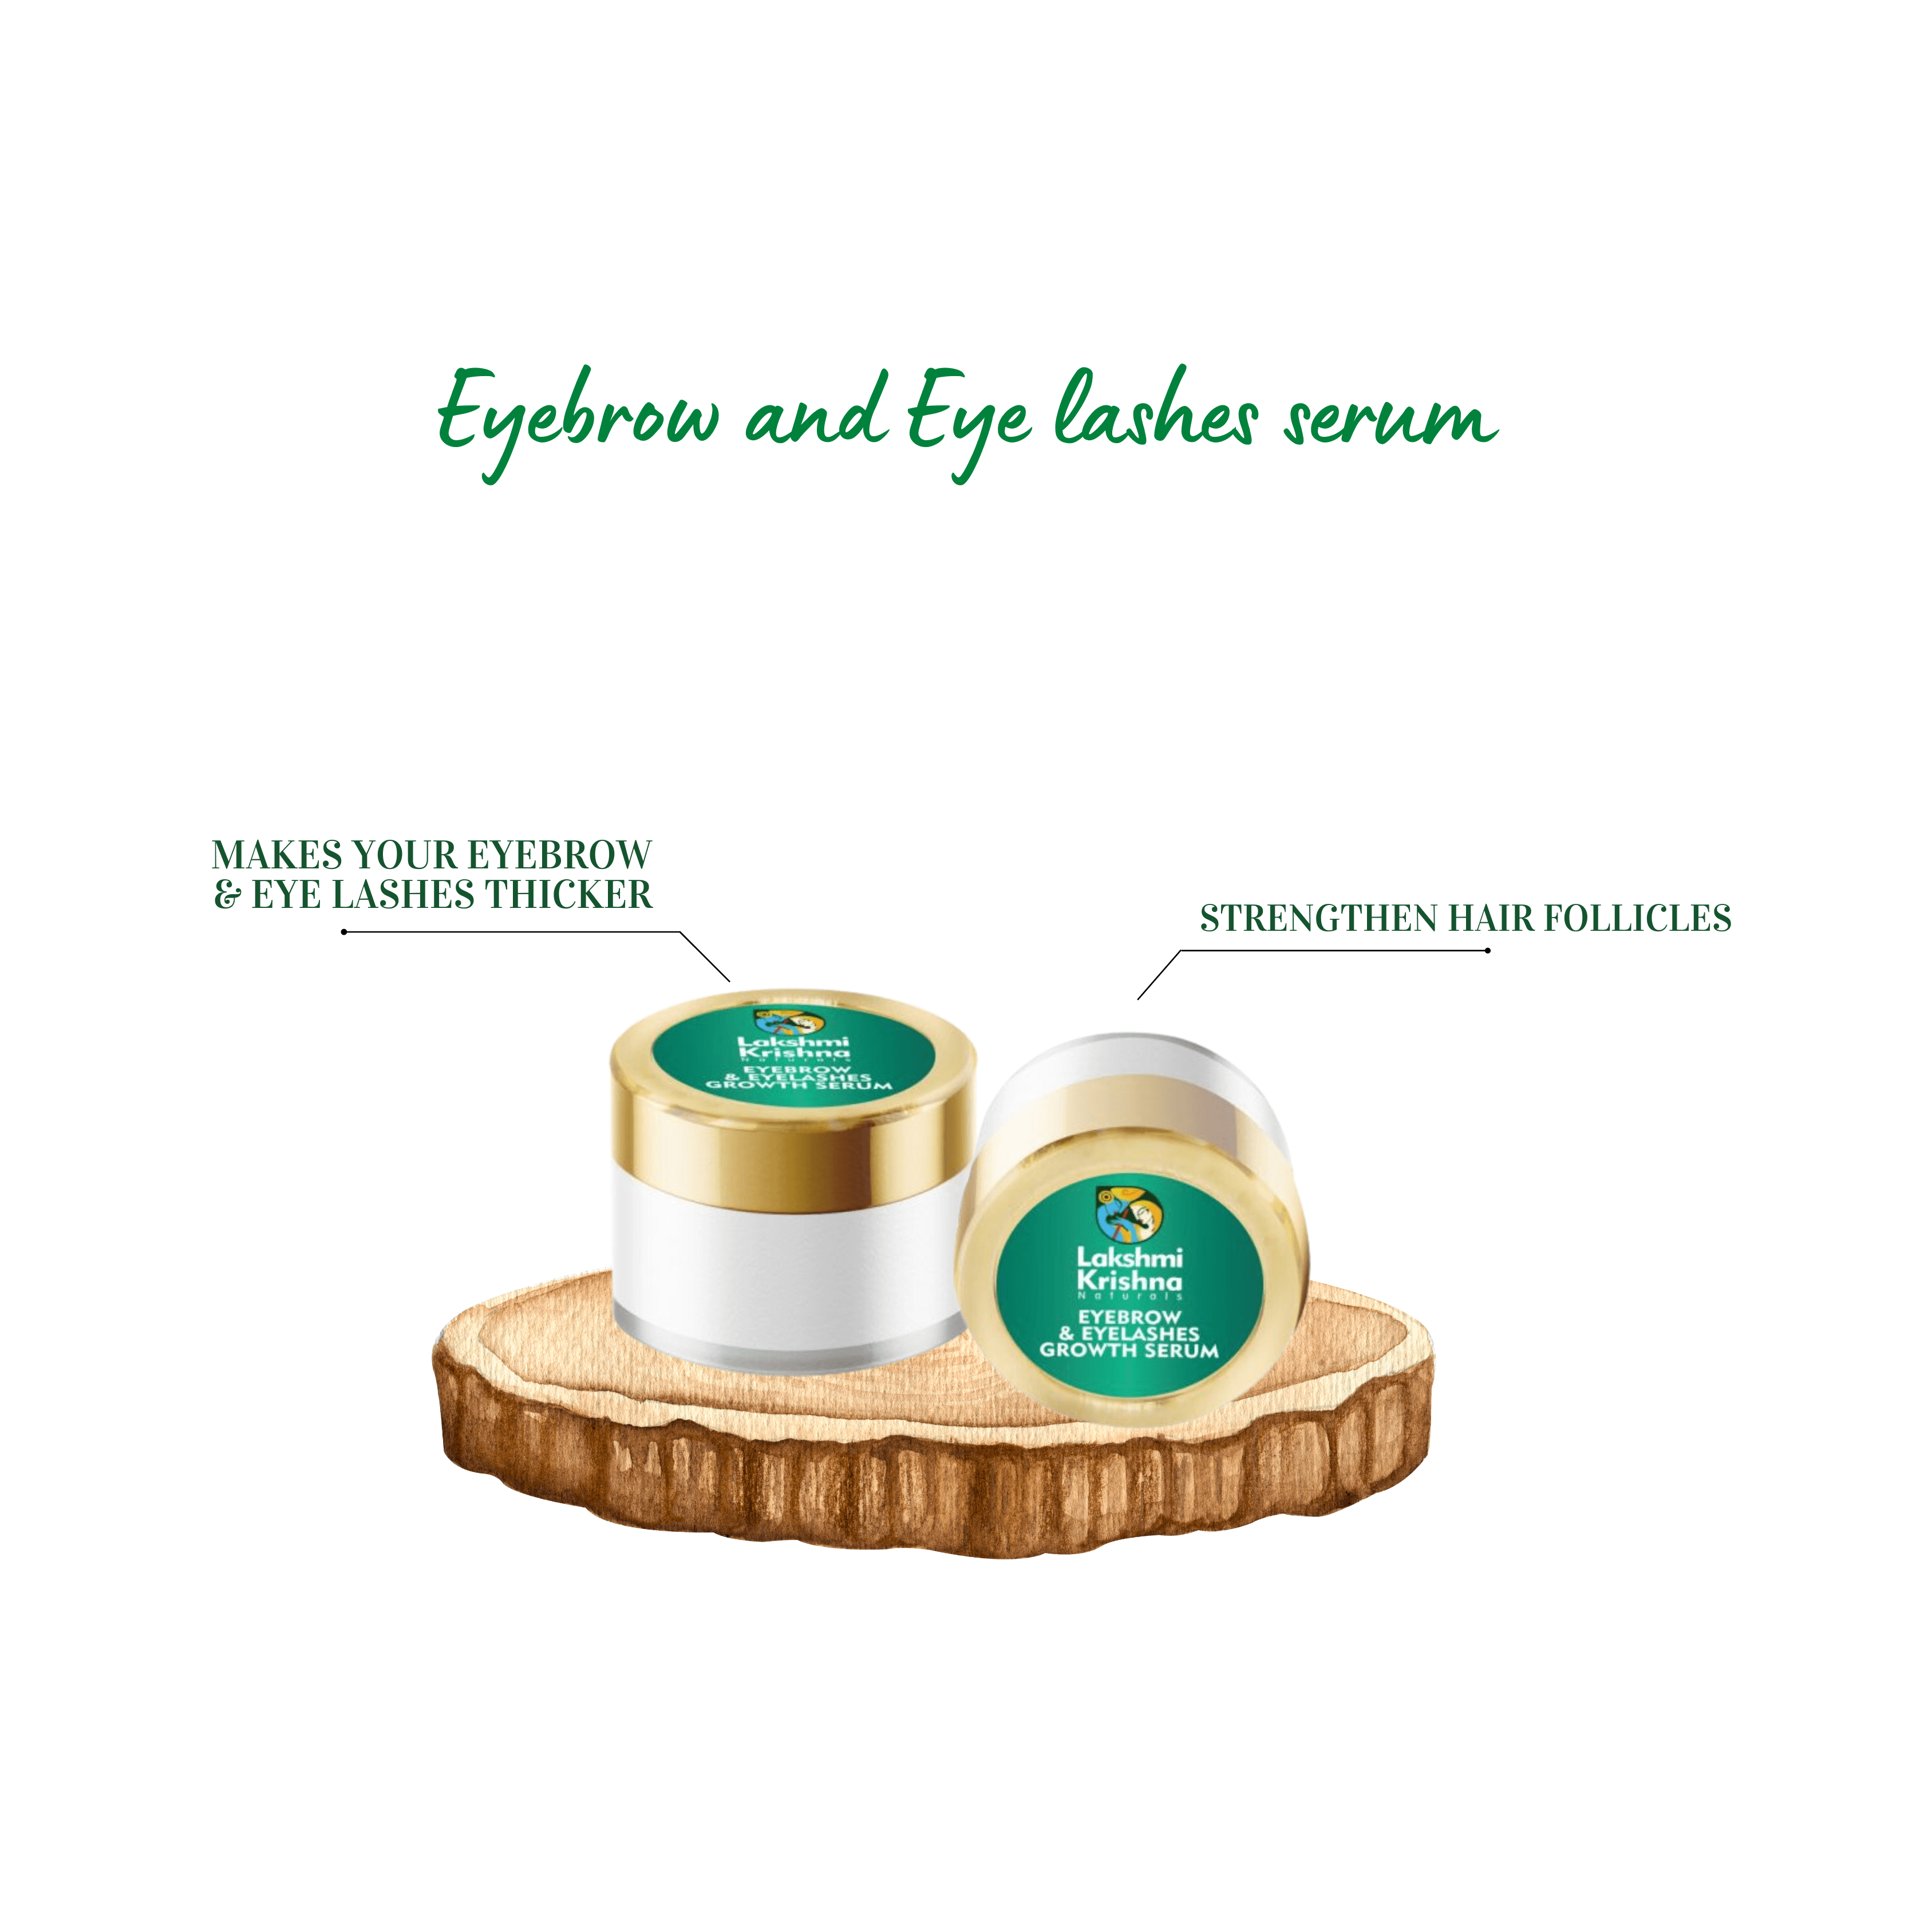 Eyebrow and Eye lashes serum
MAKES YOUR EYEBROW
& EYE LASHES THICKER
STRENGTHEN HAIR FOLLICLES
Lakshmi
Krishna
Naturals
EYEBROW
& EYELASHES
GROWTH SERUM
Lakshmi
Krishna
Naturals
EYEBROW
& EYELASHES
GROWTH SERUM